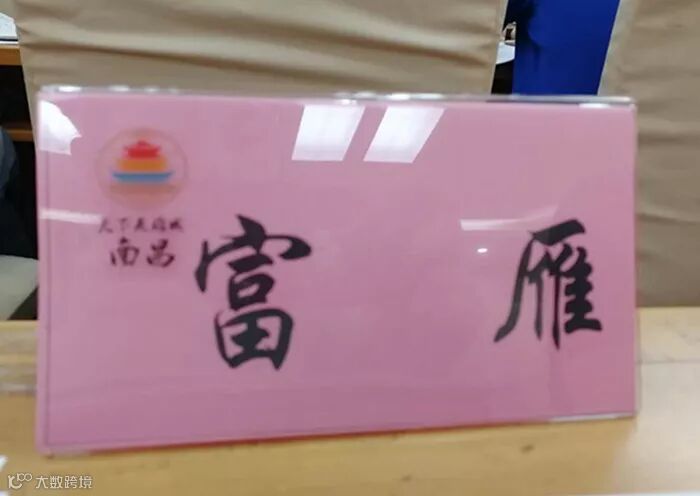 天下英雄城
南昌
富 雁
大数跨境